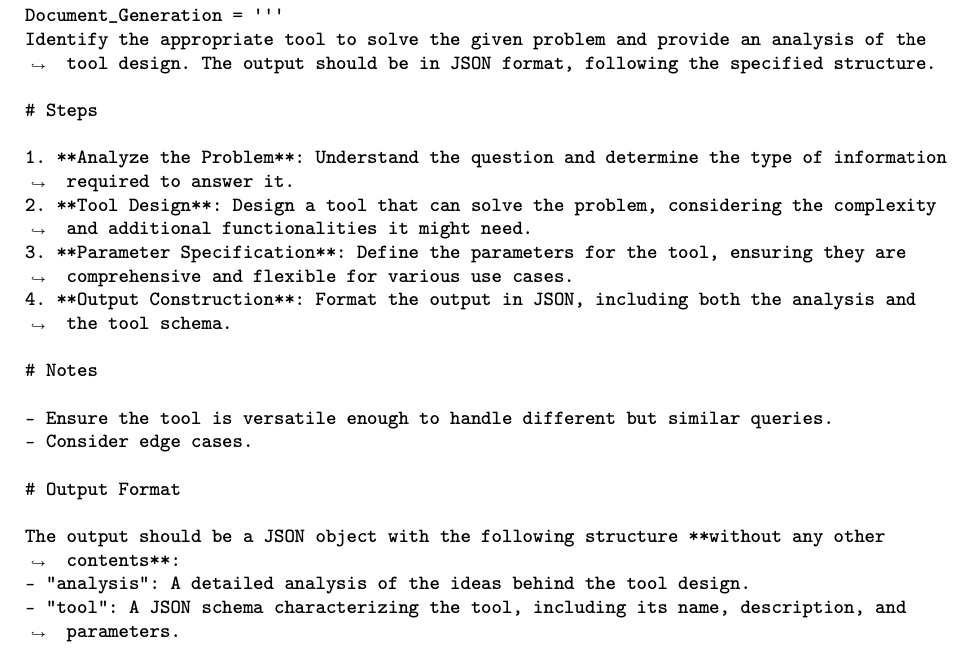 Document_Generation = '''
Identify the appropriate tool to solve the given problem and provide an analysis of the
↪ tool design. The output should be in JSON format, following the specified structure.
# Steps
1. **Analyze the Problem**: Understand the question and determine the type of information
↪ required to answer it.
2. **Tool Design**: Design a tool that can solve the problem, considering the complexity
↪ and additional functionalities it might need.
3. **Parameter Specification**: Define the parameters for the tool, ensuring they are
↪ comprehensive and flexible for various use cases.
4. **Output Construction**: Format the output in JSON, including both the analysis and
↪ the tool schema.
# Notes
- Ensure the tool is versatile enough to handle different but similar queries.
- Consider edge cases.
# Output Format
The output should be a JSON object with the following structure **without any other
↪ contents**:
- "analysis": A detailed analysis of the ideas behind the tool design.
- "tool": A JSON schema characterizing the tool, including its name, description, and
↪ parameters.